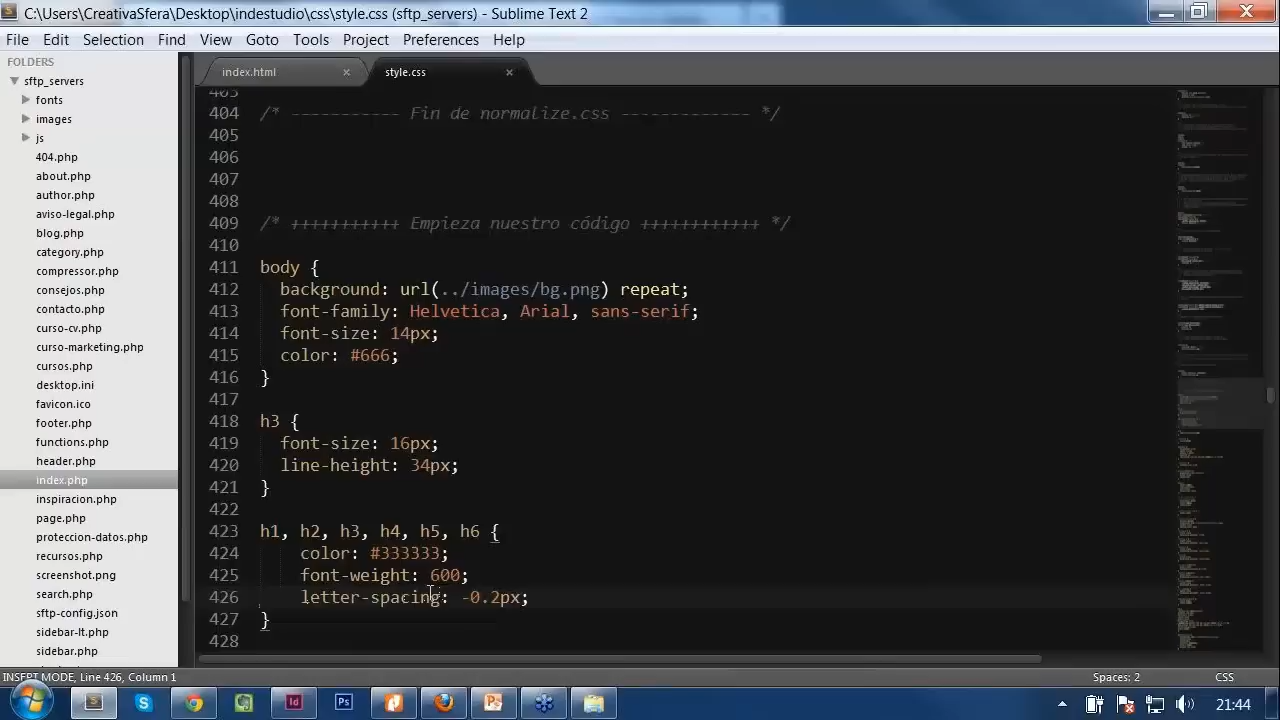 C:\Users\CreativaSfera\Desktop\indestudio\css\style.css (sftp_servers) - Sublime Text 2
File Edit Selection Find View Goto Tools Project Preferences Help
FOLDERS
sftp_servers
fonts
images
js
404.php
about.php
author.php
aviso-legal.php
blog.php
category.php
compresor.php
consejos.php
contacto.php
curso-cv.php
curso-marketing.php
cursos.php
desktop.ini
favicon.ico
footer.php
functions.php
header.php
index.php
inspiracion.php
page.php
proteccion-datos.php
recursos.php
screenshot.png
search.php
sftp-config.json
sidebar-lt.php
sidebar.php
index.html
style.css
403
404 /* ----------- Fin de normalize.css ------------- */
405
406
407
408
409 /* +++++++++++ Empiezo nuestro código ++++++++++++ */
410
411 body {
412 background: url(../images/bg.png) repeat;
413 font-family: Helvetica, Arial, sans-serif;
414 font-size: 14px;
415 color: #666;
416 }
417
418 h3 {
419 font-size: 16px;
420 line-height: 34px;
421 }
422
423 h1, h2, h3, h4, h5, h6 {
424 color: #333333;
425 font-weight: 600;
426 letter-spacing:
427 }
428
INSERT MODE, Line 426, Column 1
Spaces: 2
CSS
21:44